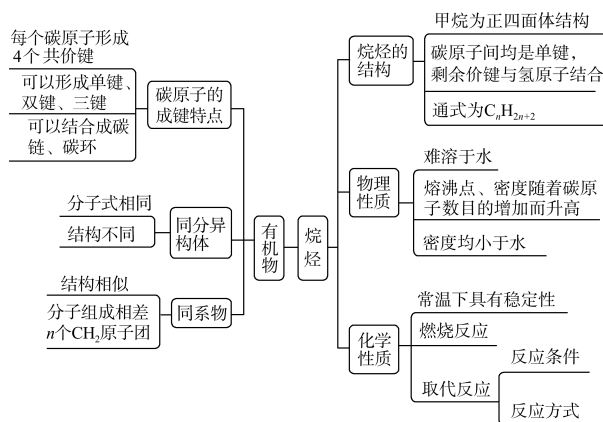 每个碳原子形成
4个 共价键
可以形成单键、
双键、三键
可以结合成碳
链、碳环
碳原子的
成键特点
分子式相同
结构不同
同分异
构体
结构相似
分子组成相差
n个CH₂原子团
同系物
有机物
烷烃
烷烃的
结构
甲烷为正四面体结构
碳原子间均是单键，
剩余价键与氢原子结合
通式为CₙH₂ₙ₊₂
物理
性质
难溶于水
熔沸点、密度随着碳原
子数目的增加而升高
密度均小于水
化学
性质
常温下具有稳定性
燃烧反应
取代反应
反应条件
反应方式